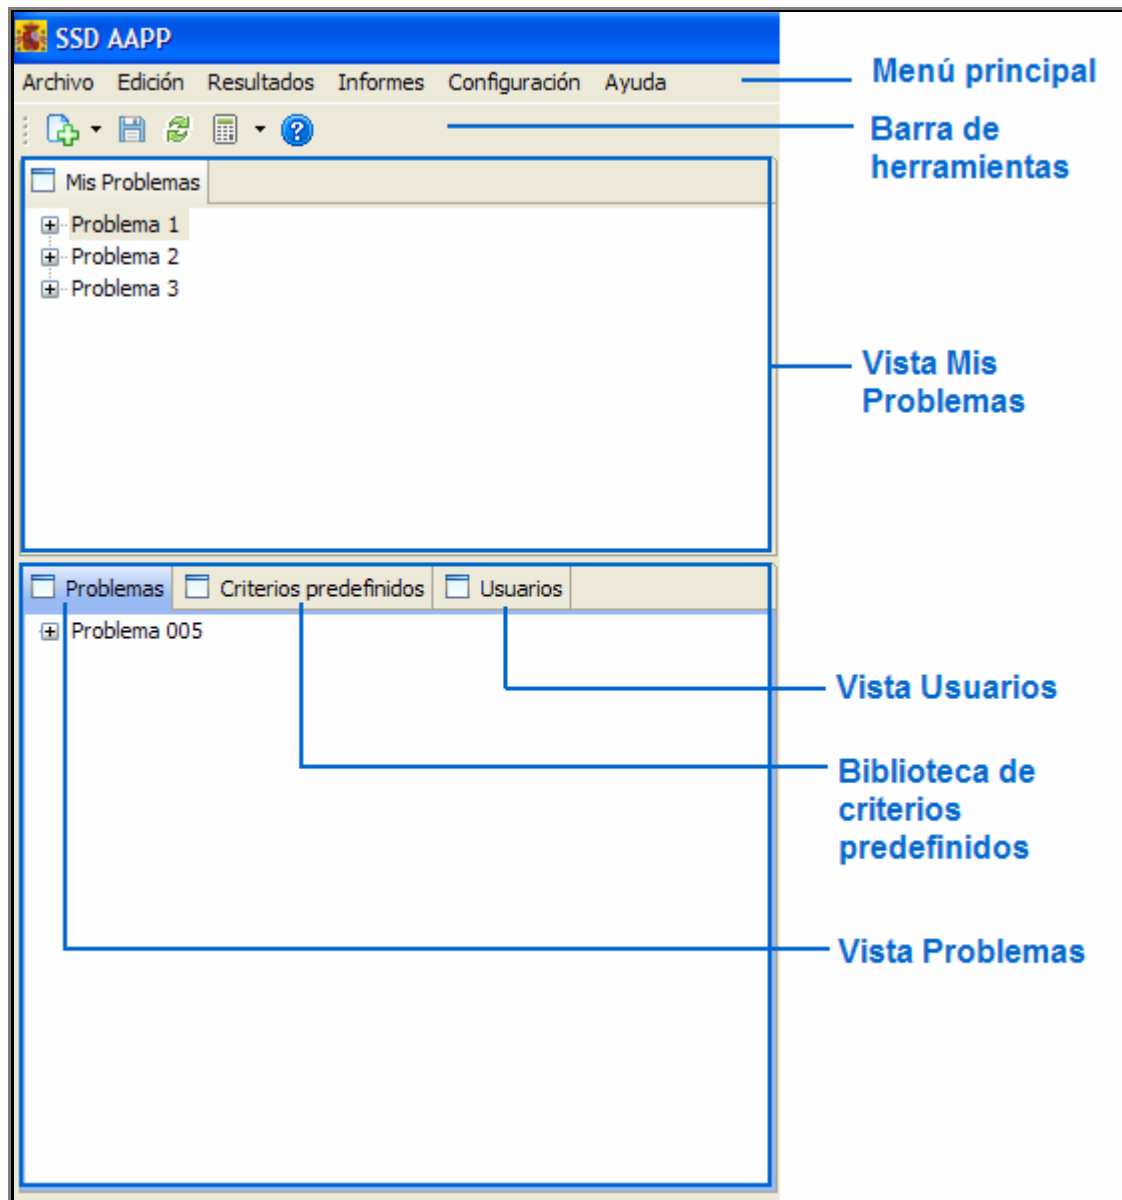 SSD AAPP
Archivo Edición Resultados Informes Configuración Ayuda
Menú principal
Barra de
herramientas
Mis Problemas
Problema 1
Problema 2
Problema 3
Vista Mis
Problemas
Problemas Criterios predefinidos Usuarios
Problema 005
Vista Usuarios
Biblioteca de
criterios
predefinidos
Vista Problemas